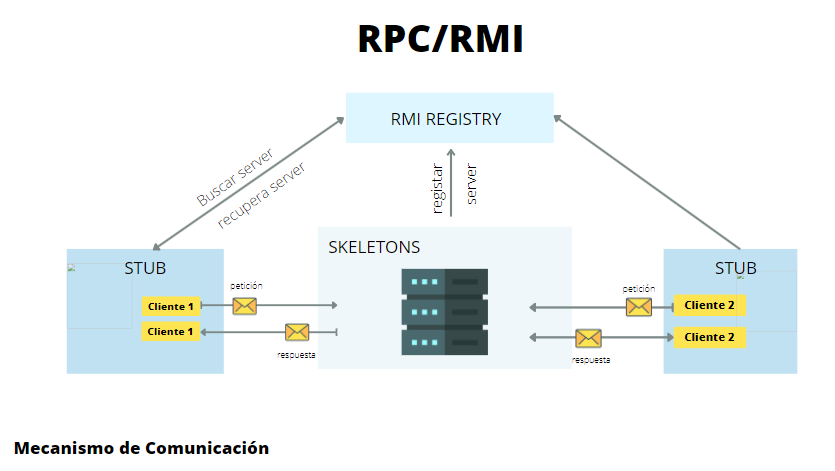 RPC/RMI
RMI REGISTRY
Buscar server
recupera server
registar
server
SKELETONS
STUB
petición
Cliente 1
Cliente 1
respuesta
STUB
petición
Cliente 2
Cliente 2
respuesta
Mecanismo de Comunicación